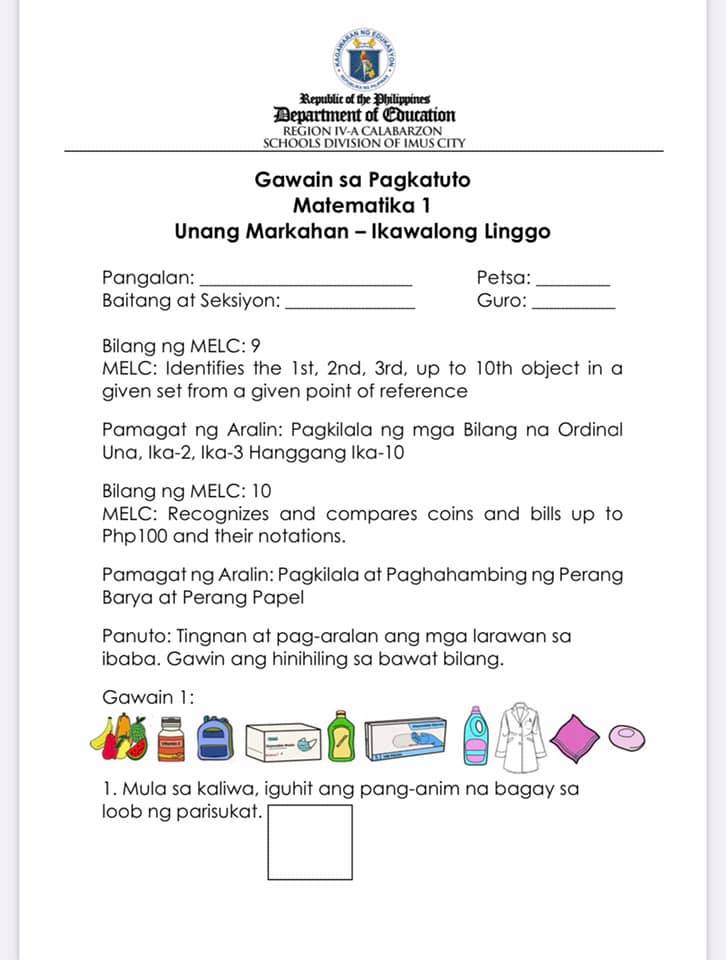 KAGAWARAN NG EDUKASYON
REPUBLIKA NG PILIPINAS
Republic of the Philippines
Department of Education
REGION IV-A CALABARZON
SCHOOLS DIVISION OF IMUS CITY
Gawain sa Pagkatuto
Matematika 1
Unang Markahan – Ikawalong Linggo
Pangalan: ______________________ Petsa: ________
Baitang at Seksiyon: ______________ Guro: _________
Bilang ng MELC: 9
MELC: Identifies the 1st, 2nd, 3rd, up to 10th object in a
given set from a given point of reference
Pamagat ng Aralin: Pagkilala ng mga Bilang na Ordinal
Una, Ika-2, Ika-3 Hanggang Ika-10
Bilang ng MELC: 10
MELC: Recognizes and compares coins and bills up to
Php100 and their notations.
Pamagat ng Aralin: Pagkilala at Paghahambing ng Perang
Barya at Perang Papel
Panuto: Tingnan at pag-aralan ang mga larawan sa
ibaba. Gawin ang hinihiling sa bawat bilang.
Gawain 1:
1. Mula sa kaliwa, iguhit ang pang-anim na bagay sa
loob ng parisukat.